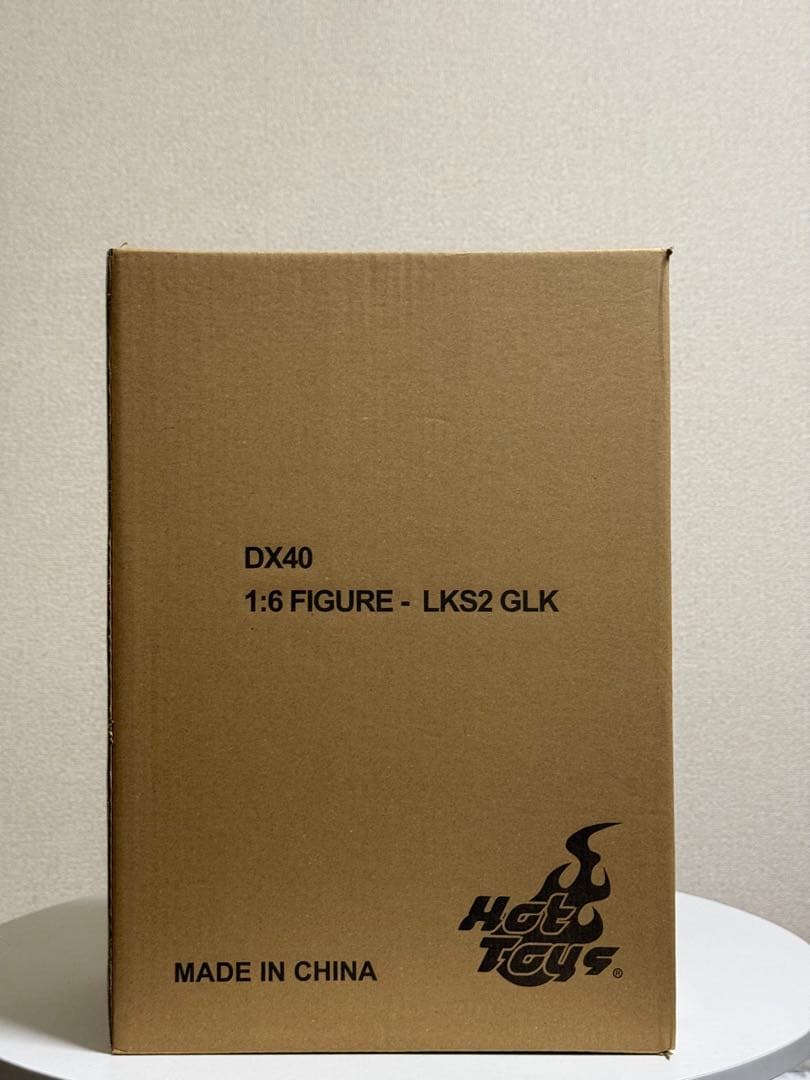 DX40
1:6 FIGURE - LKS2 GLK
Hot
Toys®
MADE IN CHINA